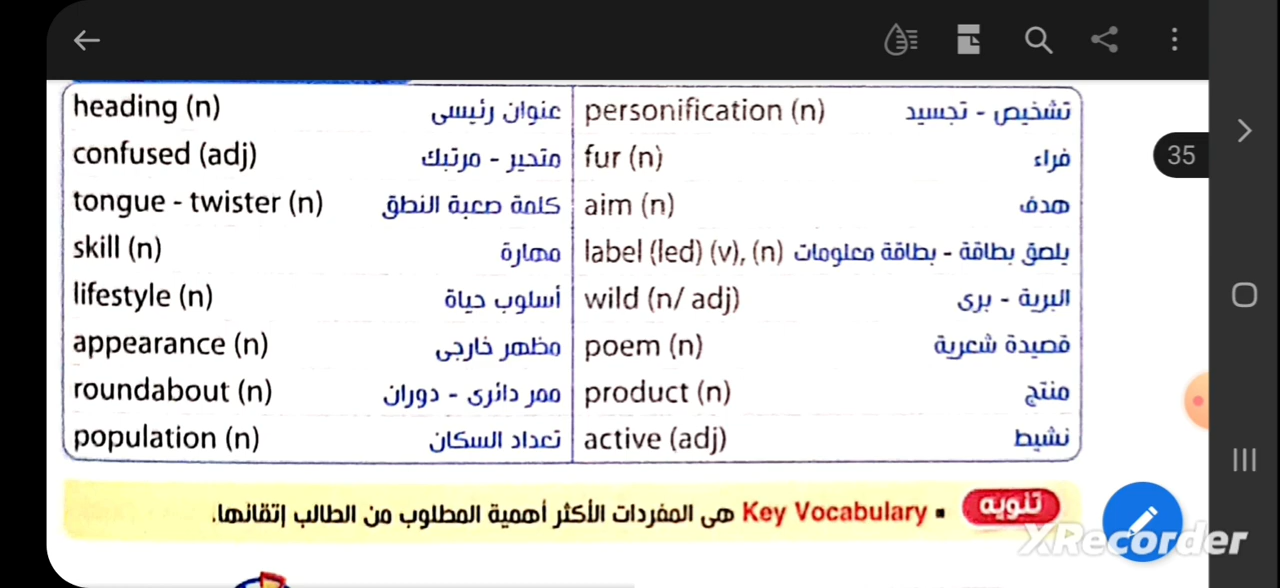 heading (n) عنوان رئيسى personification (n) تشخيص - تجسيد
confused (adj) متحير - مرتبك fur (n) فراء
tongue - twister (n) كلمة صعبة النطق aim (n) هدف
skill (n) مهارة label (led) (v), (n) يلصق بطاقة - بطاقة معلومات
lifestyle (n) أسلوب حياة wild (n/ adj) البرية - برى
appearance (n) مظهر خارجى poem (n) قصيدة شعرية
roundabout (n) ممر دائرى - دوران product (n) منتج
population (n) تعداد السكان active (adj) نشيط
35
تنويه ▪ Key Vocabulary هى المفردات الأكثر أهمية المطلوب من الطالب إتقانها.
XRecorder